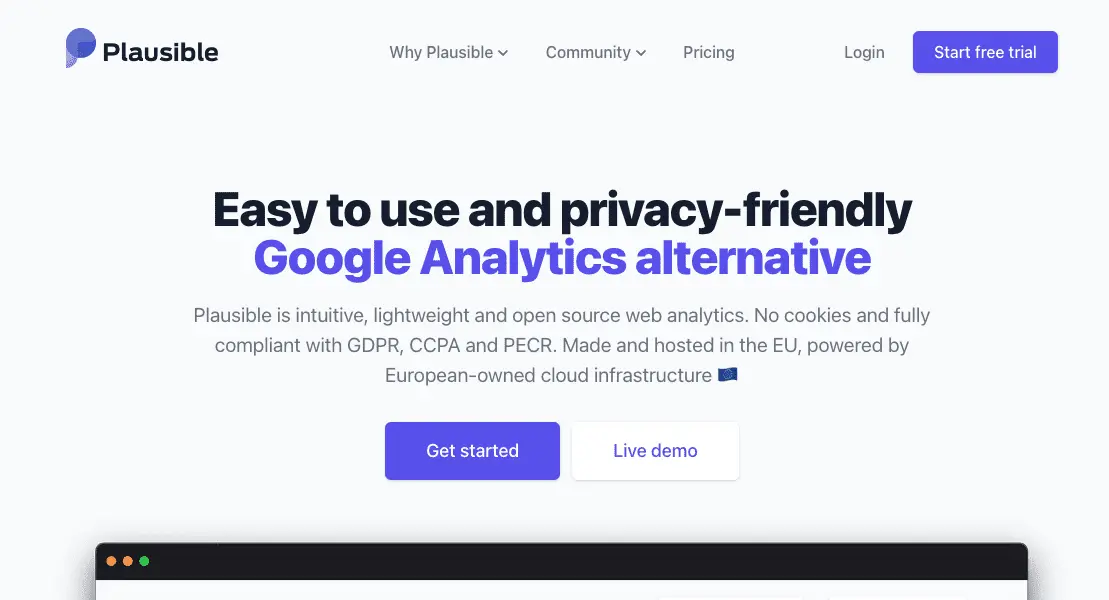 Plausible
Why Plausible
Community
Pricing
Login
Start free trial
Easy to use and privacy-friendly
Google Analytics alternative
Plausible is intuitive, lightweight and open source web analytics. No cookies and fully
compliant with GDPR, CCPA and PECR. Made and hosted in the EU, powered by
European-owned cloud infrastructure 🇪🇺
Get started
Live demo